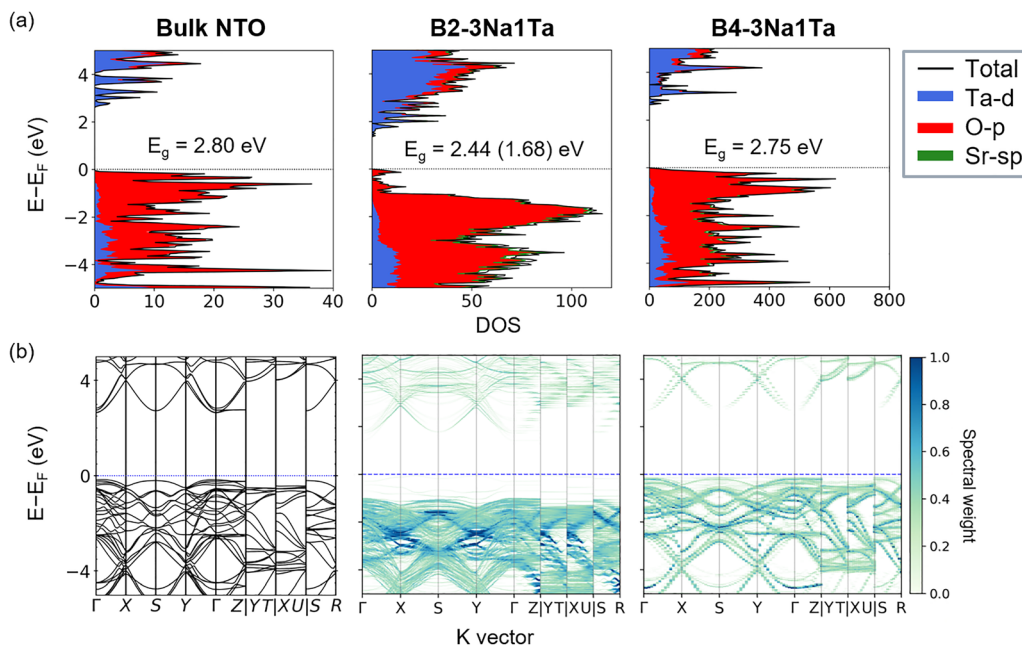 (a)
Bulk NTO
B2-3Na1Ta
B4-3Na1Ta
E−E_F (eV)
4
2
0
−2
−4
E_g = 2.80 eV
E_g = 2.44 (1.68) eV
E_g = 2.75 eV
Total
Ta-d
O-p
Sr-sp
0 10 20 30 40
0 50 100
0 200 400 600 800
DOS
(b)
E−E_F (eV)
4
0
−4
Γ X S Y Γ Z|YT|XU|S R
Γ X S Y Γ Z|YT|XU|S R
Γ X S Y Γ Z|YT|XU|S R
K vector
1.0
0.8
0.6
0.4
0.2
0.0
Spectral weight